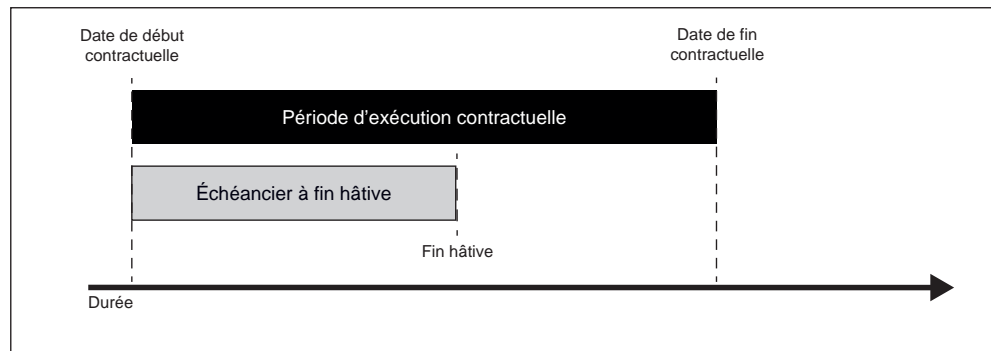 Date de début
contractuelle
Date de fin
contractuelle
Période d'exécution contractuelle
Échéancier à fin hâtive
Fin hâtive
Durée